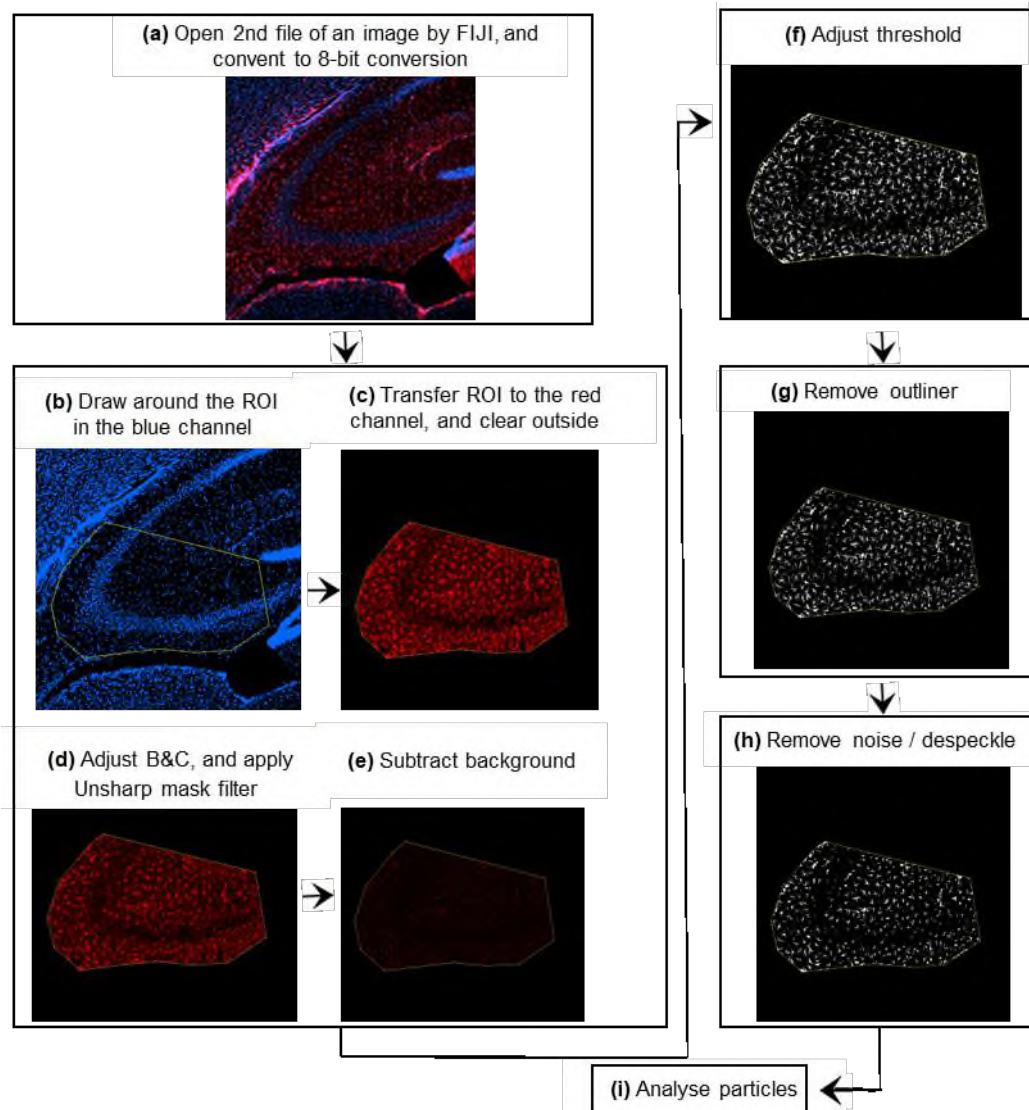 (a) Open 2nd file of an image by FIJI, and
convent to 8-bit conversion
(b) Draw around the ROI
in the blue channel
(c) Transfer ROI to the red
channel, and clear outside
(d) Adjust B&C, and apply
Unsharp mask filter
(e) Subtract background
(f) Adjust threshold
(g) Remove outliner
(h) Remove noise / despeckle
(i) Analyse particles